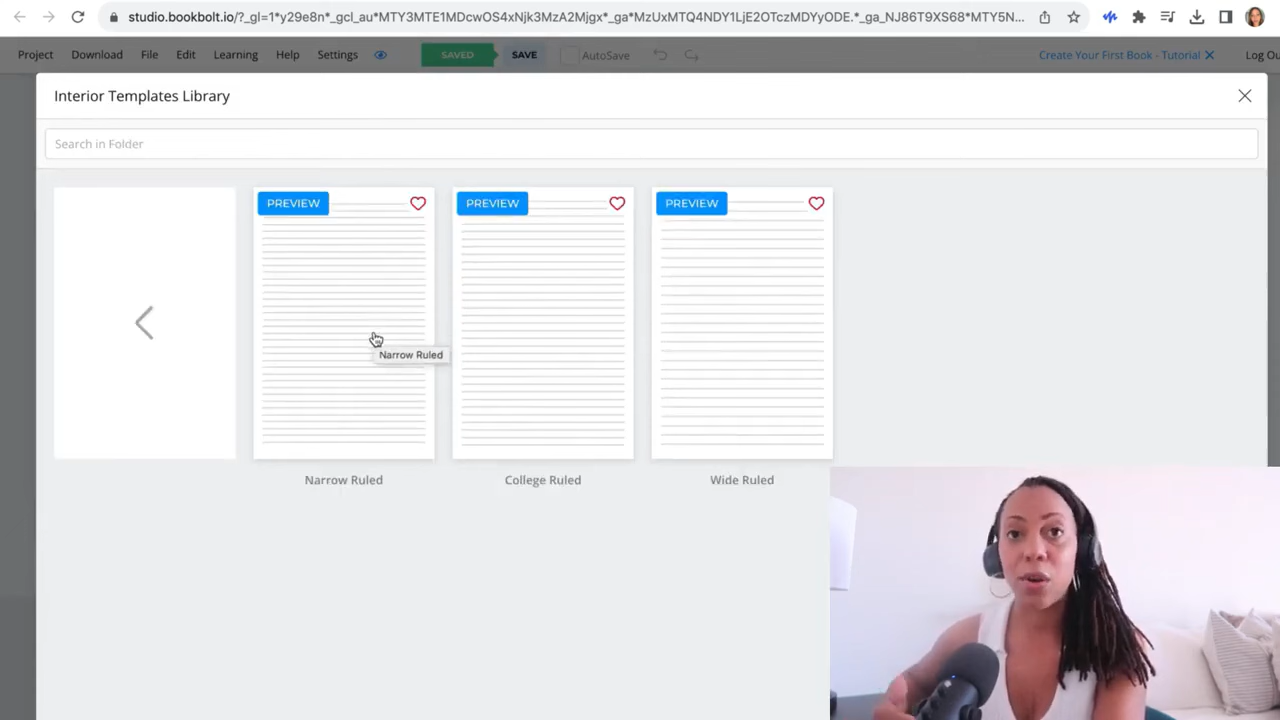 studio.bookbolt.io/?_gl=1*y29e8n*_gcl_au*MTY3MTE1MDcwOS4xNjk3MzA2Mjgx*_ga*MzUxMTQ4NDY1LjE2OTczMDYyODE.*_ga_NJ86T9XS68*MTY5N...
Project Download File Edit Learning Help Settings SAVED SAVE AutoSave Create Your First Book - Tutorial Log Ou
Interior Templates Library
Search in Folder
PREVIEW PREVIEW PREVIEW
Narrow Ruled
Narrow Ruled College Ruled Wide Ruled